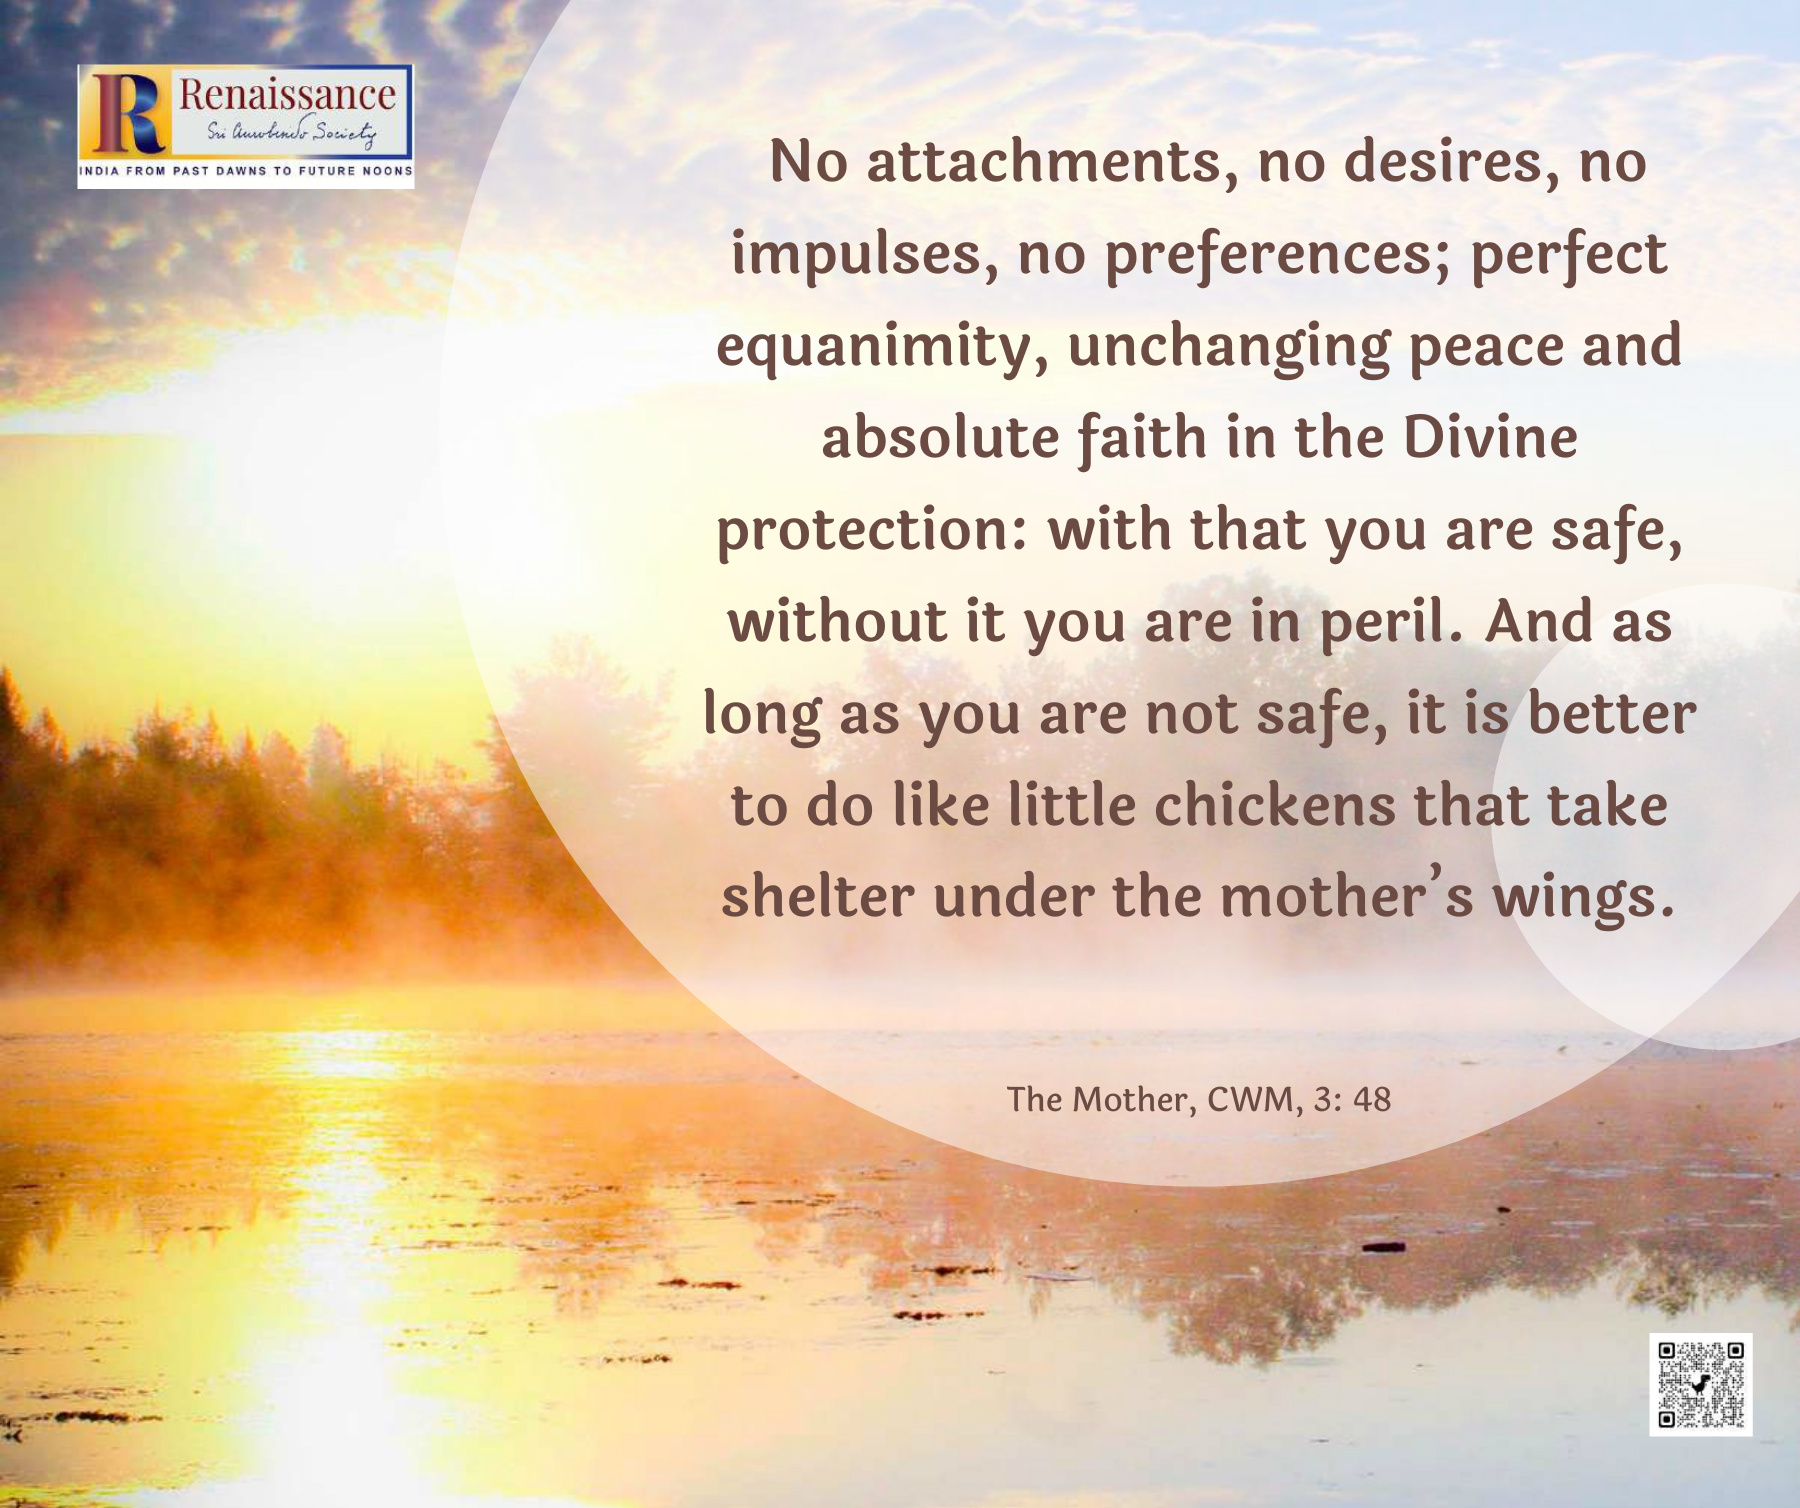 Renaissance
Sri Aurobindo Society
INDIA FROM PAST DAWNS TO FUTURE NOONS
No attachments, no desires, no
impulses, no preferences; perfect
equanimity, unchanging peace and
absolute faith in the Divine
protection: with that you are safe,
without it you are in peril. And as
long as you are not safe, it is better
to do like little chickens that take
shelter under the mother’s wings.
The Mother, CWM, 3: 48